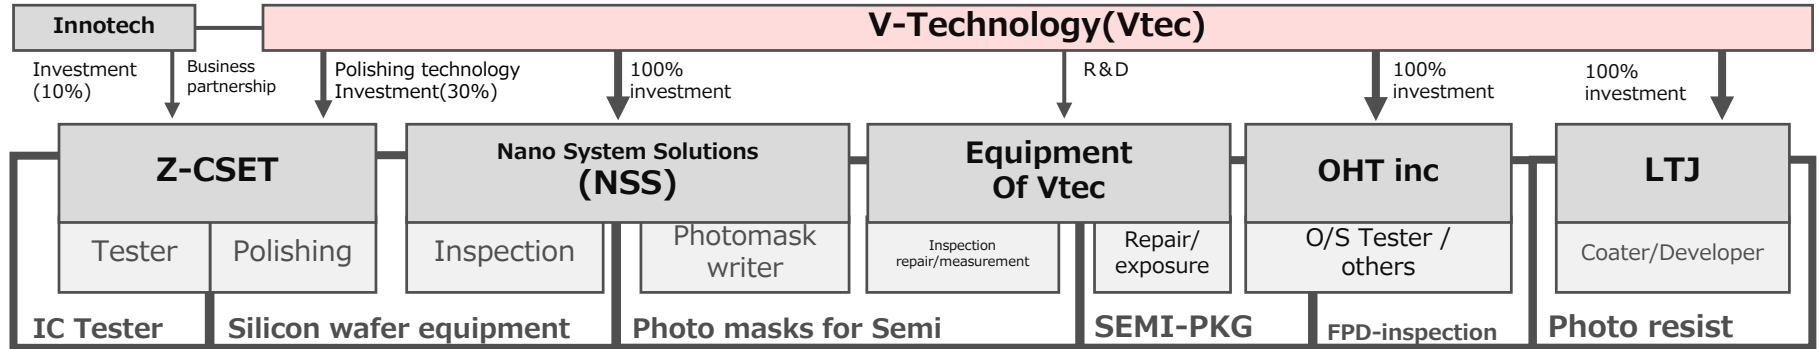 Innotech
V-Technology(Vtec)
Investment
(10%)
Business
partnership
Polishing technology
Investment(30%)
100%
investment
R&D
100%
investment
100%
investment
Z-CSET
Nano System Solutions
(NSS)
Equipment
Of Vtec
OHT inc
LTJ
Tester
Polishing
Inspection
Photomask
writer
Inspection
repair/measurement
Repair/
exposure
O/S Tester /
others
Coater/Developer
IC Tester
Silicon wafer equipment
Photo masks for Semi
SEMI-PKG
FPD-inspection
Photo resist